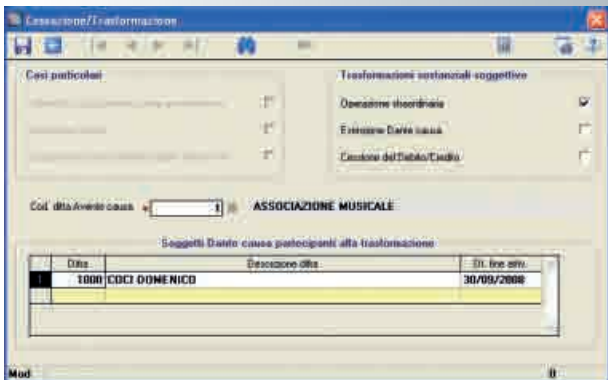 Cessazione/Trasformazione
Casi particolari
Trasformazioni sostanziali soggettive
Operazione straordinaria
Estinzione Dante causa
Cessione del Debito/Credito
Cod. ditta Avente causa
1
ASSOCIAZIONE MUSICALE
Soggetti Dante causa partecipanti alla trasformazione
Ditta
Descrizione ditta
Dt. fine attiv.
1
1000
COCI DOMENICO
30/09/2008
Mod
0